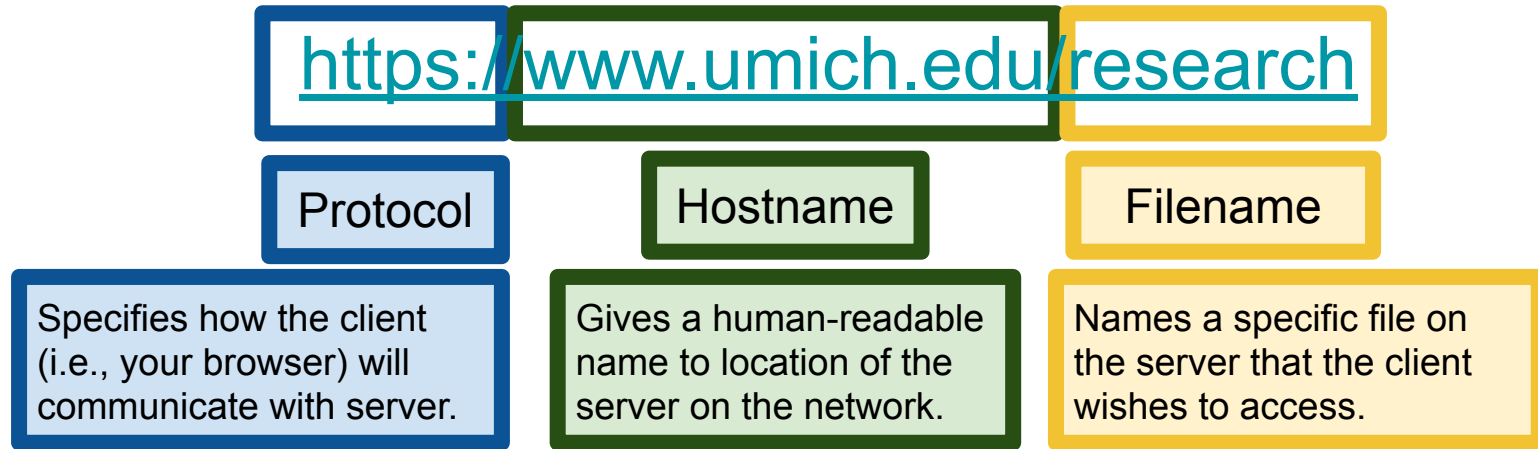 https://www.umich.edu/research
Protocol
Hostname
Filename
Specifies how the client
(i.e., your browser) will
communicate with server.
Gives a human-readable
name to location of the
server on the network.
Names a specific file on
the server that the client
wishes to access.